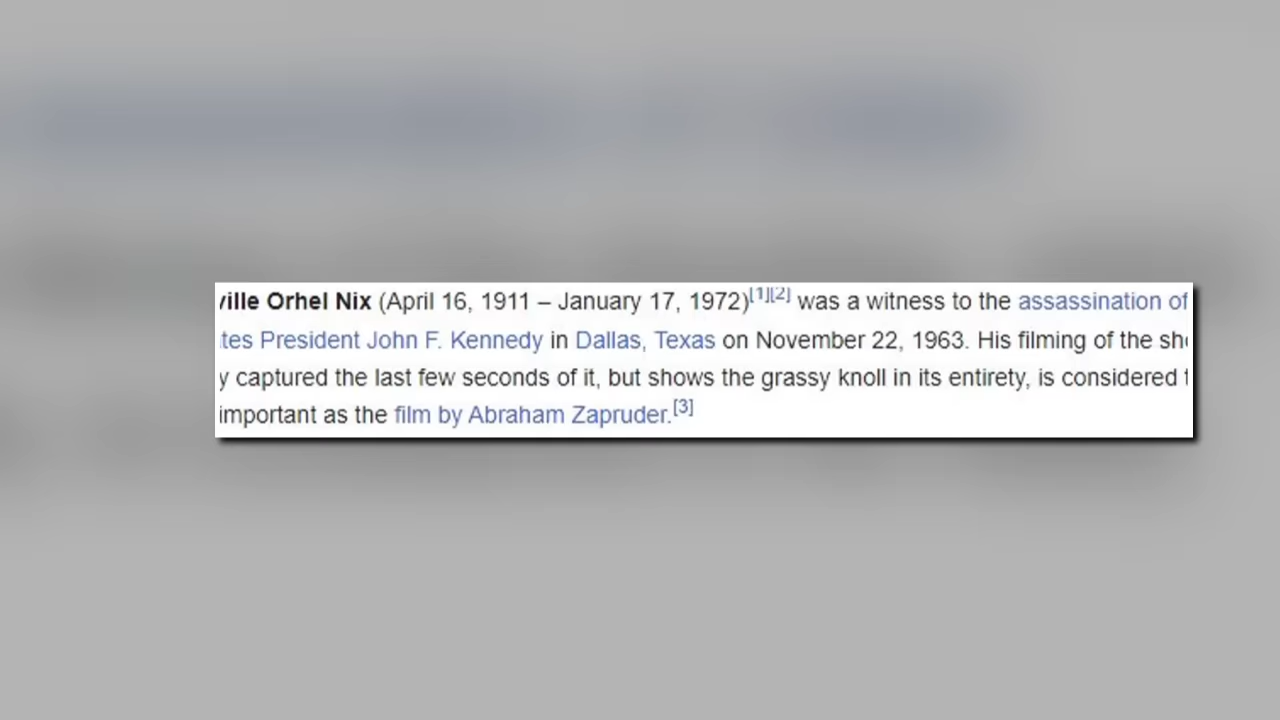 ville Orhel Nix (April 16, 1911 – January 17, 1972)[1][2] was a witness to the assassination of
tes President John F. Kennedy in Dallas, Texas on November 22, 1963. His filming of the sho
y captured the last few seconds of it, but shows the grassy knoll in its entirety, is considered t
important as the film by Abraham Zapruder.[3]